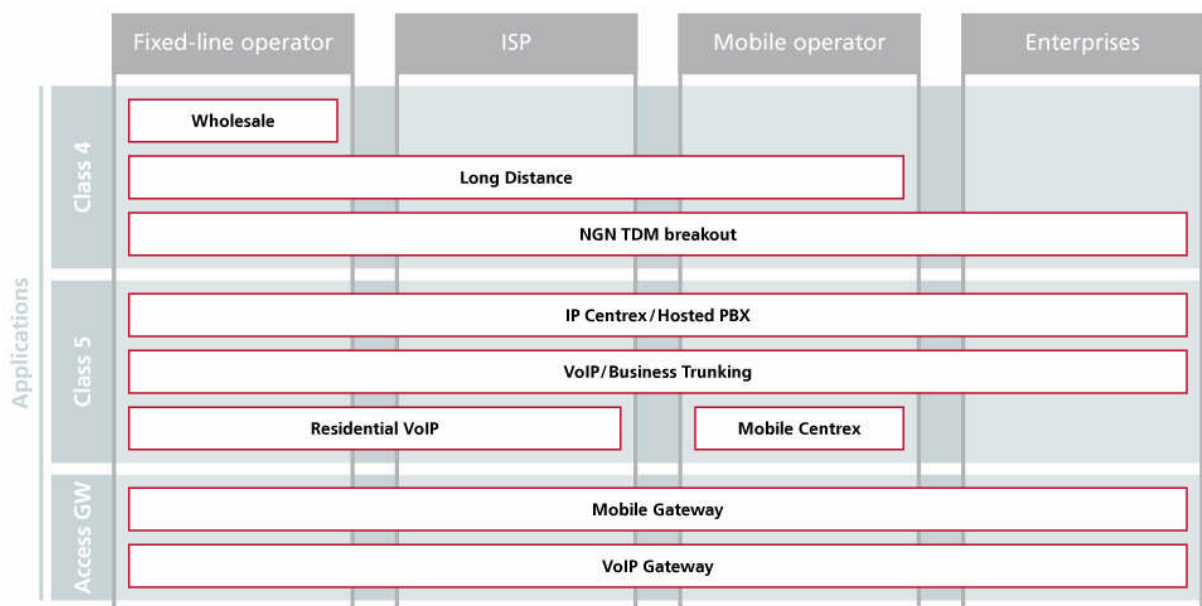 Fixed-line operator
ISP
Mobile operator
Enterprises
Applications
Class 4
Wholesale
Long Distance
NGN TDM breakout
Class 5
IP Centrex/Hosted PBX
VoIP/Business Trunking
Residential VoIP
Mobile Centrex
Access GW
Mobile Gateway
VoIP Gateway